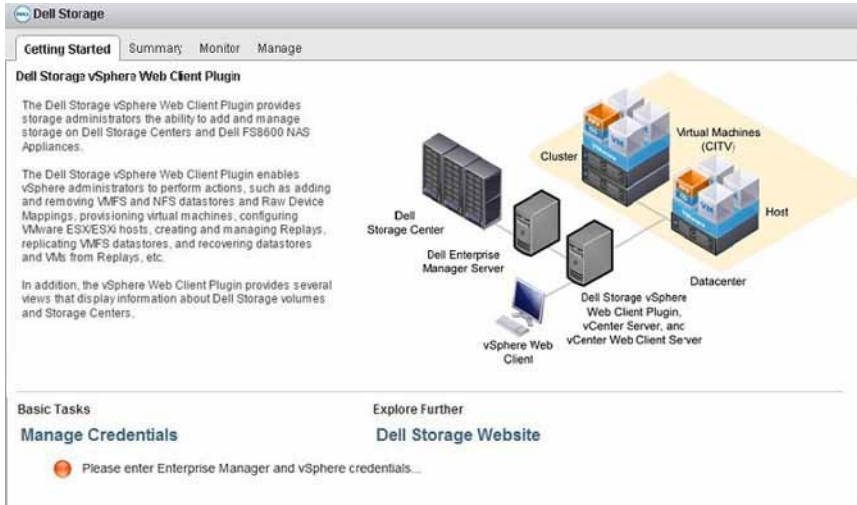 Dell Storage
Getting Started Summary Monitor Manage
Dell Storage vSphere Web Client Plugin
The Dell Storage vSphere Web Client Plugin provides
storage administrators the ability to add and manage
storage on Dell Storage Centers and Dell FS8600 NAS
Appliances.
The Dell Storage vSphere Web Client Plugin enables
vSphere administrators to perform actions, such as adding
and removing VMFS and NFS datastores and Raw Device
Mappings, provisioning virtual machines, configuring
VMware ESX/ESXi hosts, creating and managing Replays,
replicating VMFS datastores, and recovering datastores
and VMs from Replays, etc.
In addition, the vSphere Web Client Plugin provides several
views that display information about Dell Storage volumes
and Storage Centers.
Virtual Machines
(CITV)
Cluster
Host
Dell
Storage Center
Dell Enterprise
Manager Server
Datacenter
Dell Storage vSphere
Web Client Plugin,
vCenter Server, and
vCenter Web Client Server
vSphere Web
Client
Basic Tasks
Explore Further
Manage Credentials
Dell Storage Website
Please enter Enterprise Manager and vSphere credentials...